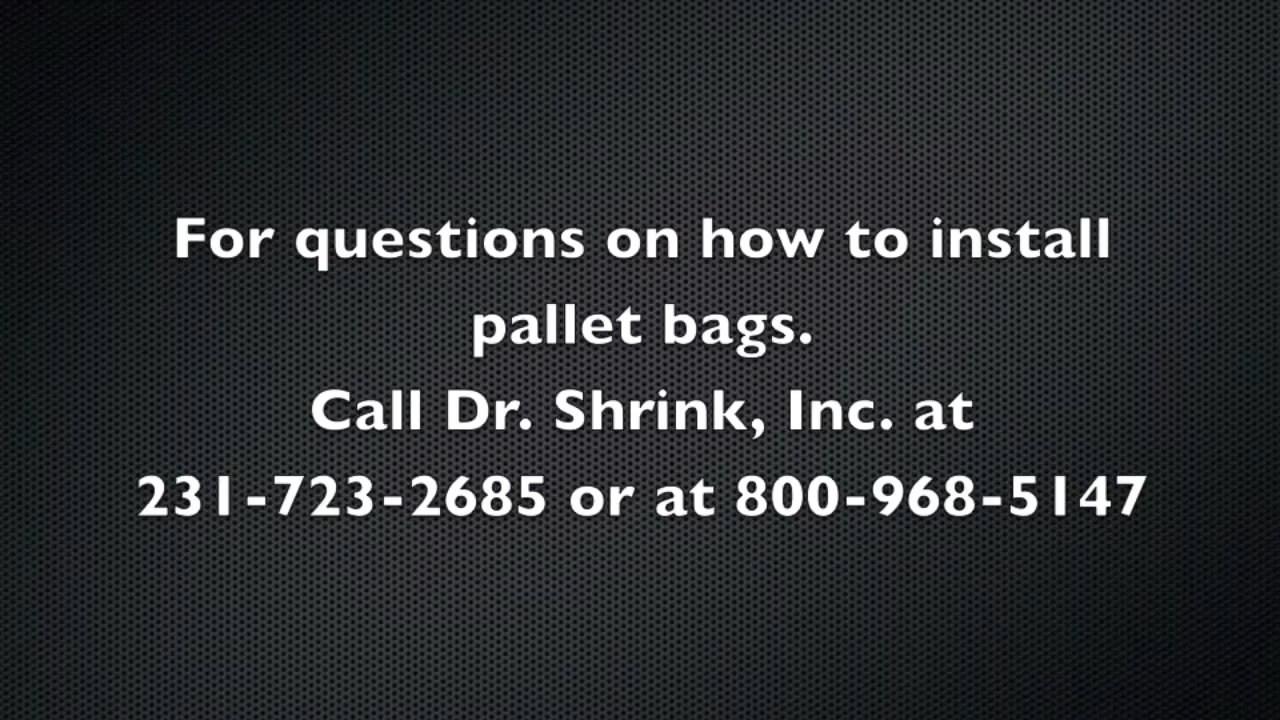 For questions on how to install
pallet bags.
Call Dr. Shrink, Inc. at
231-723-2685 or at 800-968-5147